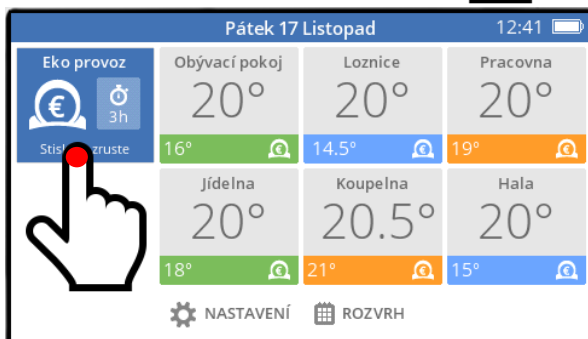 Pátek 17 Listopad
12:41
Eko provoz
€
3h
zruste
Obývací pokoj
20°
16°
€
Loznice
20°
14.5°
€
Pracovna
20°
19°
€
Jídelna
20°
18°
€
Koupelna
20.5°
21°
€
Hala
20°
15°
€
NASTAVENÍ
ROZVRH